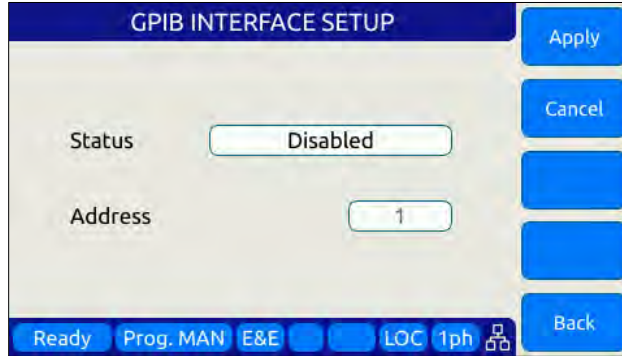 GPIB INTERFACE SETUP
Apply
Cancel
Status Disabled
Address 1
Back
Ready Prog. MAN E&E LOC 1ph